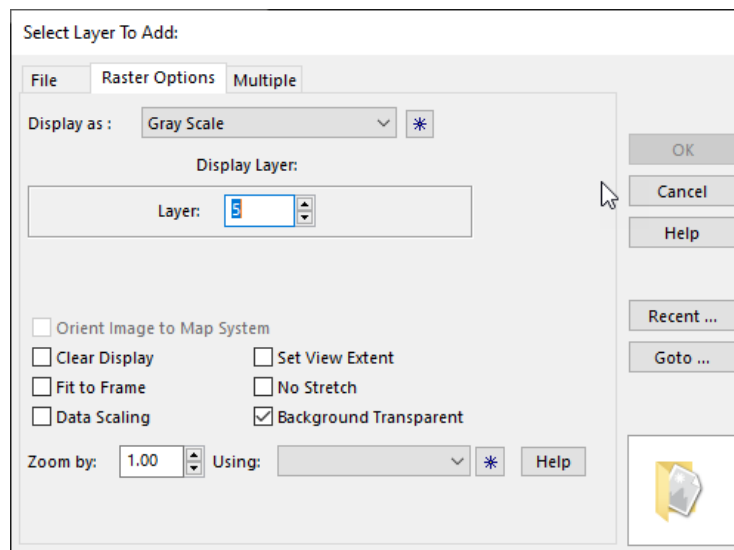 Select Layer To Add:
File Raster Options Multiple
Display as : Gray Scale
OK
Display Layer:
Cancel
Layer: 5
Help
Recent ...
Orient Image to Map System
Clear Display Set View Extent
Goto ...
Fit to Frame No Stretch
Data Scaling Background Transparent
Zoom by: 1.00 Using: Help